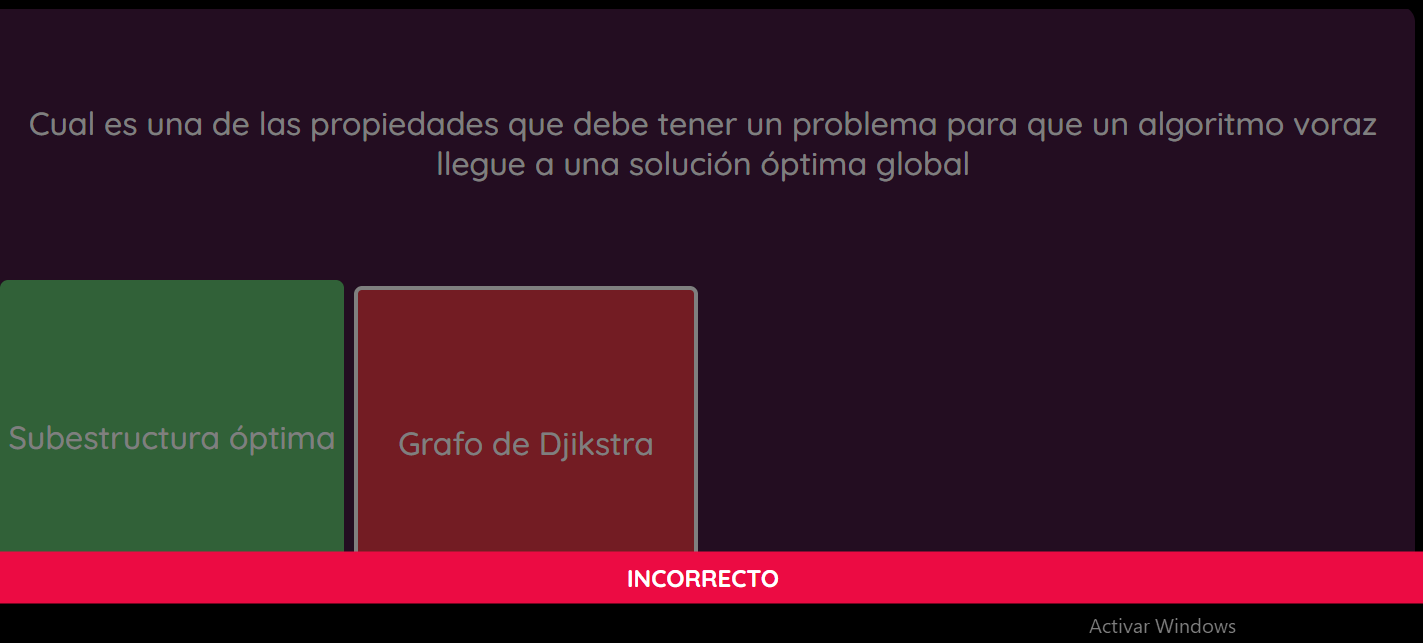 Cual es una de las propiedades que debe tener un problema para que un algoritmo voraz
llegue a una solución óptima global
Subestructura óptima
Grafo de Djikstra
INCORRECTO
Activar Windows